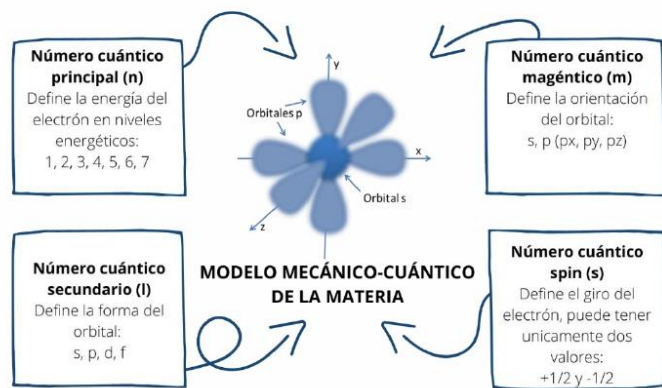 Número cuántico
principal (n)
Define la energía del
electrón en niveles
energéticos:
1, 2, 3, 4, 5, 6, 7
y
Orbitales p
x
Orbital s
z
Número cuántico
magéntico (m)
Define la orientación
del orbital:
s, p (px, py, pz)
Número cuántico
secundario (l)
Define la forma del
orbital:
s, p, d, f
MODELO MECÁNICO-CUÁNTICO
DE LA MATERIA
Número cuántico
spin (s)
Define el giro del
electrón, puede tener
unicamente dos
valores:
+1/2 y -1/2